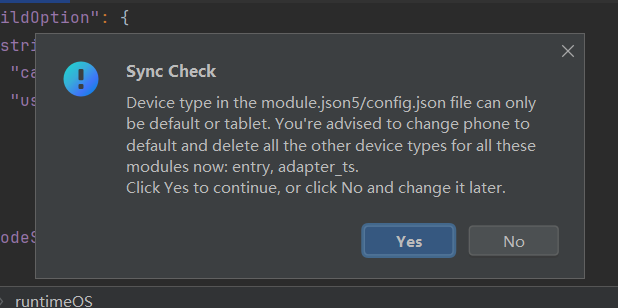 ildOption": {
stri
"ca
"us
Sync Check
Device type in the module.json5/config.json file can only
be default or tablet. You're advised to change phone to
default and delete all the other device types for all these
modules now: entry, adapter_ts.
Click Yes to continue, or click No and change it later.
Yes
No
odeS
runtimeOS